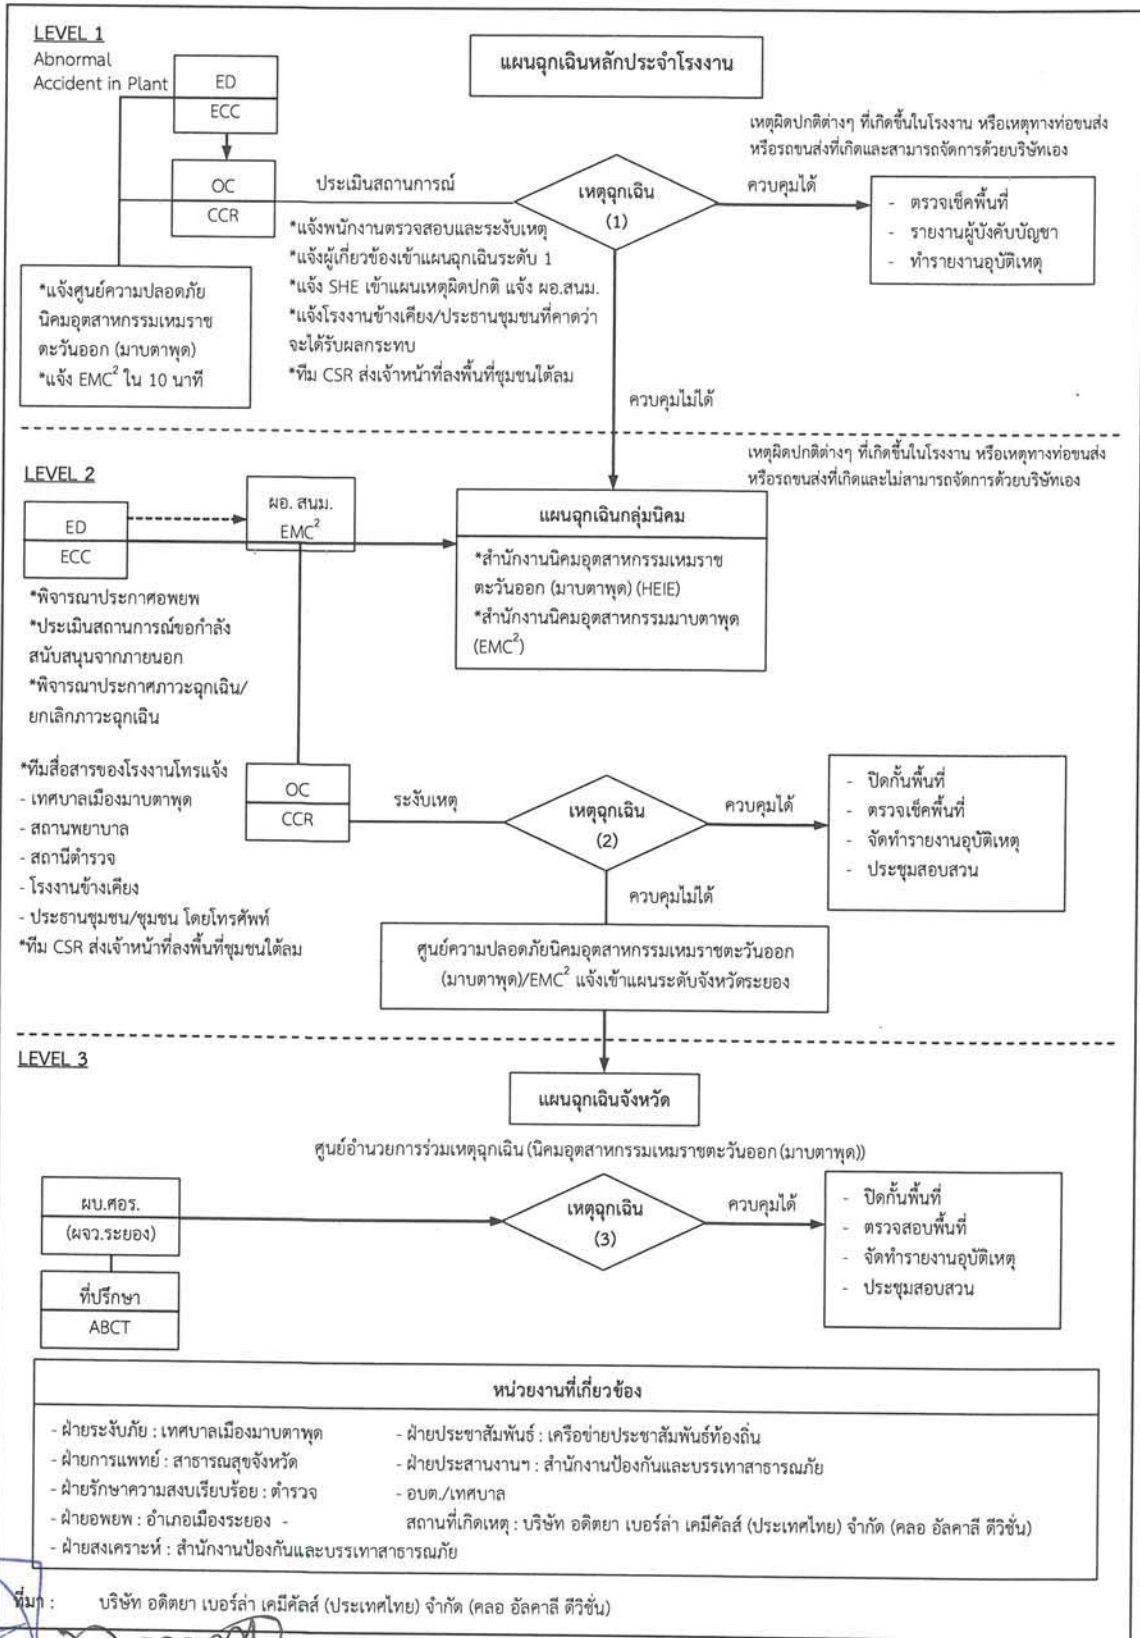 LEVEL 1
Abnormal
Accident in Plant
ED
ECC
OC
CCR
แผนฉุกเฉินหลักประจำโรงงาน
เหตุผิดปกติต่างๆ ที่เกิดขึ้นในโรงงาน หรือเหตุทางท่อขนส่ง
หรือรถขนส่งที่เกิดและสามารถจัดการด้วยบริษัทเอง
ประเมินสถานการณ์
เหตุฉุกเฉิน
(1)
ควบคุมได้
- ตรวจเช็คพื้นที่
- รายงานผู้บังคับบัญชา
- ทำรายงานอุบัติเหตุ
*แจ้งพนักงานตรวจสอบและระงับเหตุ
*แจ้งผู้เกี่ยวข้องเข้าแผนฉุกเฉินระดับ 1
*แจ้ง SHE เข้าแผนเหตุผิดปกติ แจ้ง ผอ.สนม.
*แจ้งโรงงานข้างเคียง/ประธานชุมชนที่คาดว่า
จะได้รับผลกระทบ
*ทีม CSR ส่งเจ้าหน้าที่ลงพื้นที่ชุมชนใต้ลม
*แจ้งศูนย์ความปลอดภัย
นิคมอุตสาหกรรมเหมราช
ตะวันออก (มาบตาพุด)
*แจ้ง EMC² ใน 10 นาที
ควบคุมไม่ได้
LEVEL 2
เหตุผิดปกติต่างๆ ที่เกิดขึ้นในโรงงาน หรือเหตุทางท่อขนส่ง
หรือรถขนส่งที่เกิดและไม่สามารถจัดการด้วยบริษัทเอง
ED
ECC
ผอ. สนม.
EMC²
แผนฉุกเฉินกลุ่มนิคม
*สำนักงานนิคมอุตสาหกรรมเหมราช
ตะวันออก (มาบตาพุด) (HEIE)
*สำนักงานนิคมอุตสาหกรรมมาบตาพุด
(EMC²)
*พิจารณาประกาศอพยพ
*ประเมินสถานการณ์ขอกำลัง
สนับสนุนจากภายนอก
*พิจารณาประกาศภาวะฉุกเฉิน/
ยกเลิกภาวะฉุกเฉิน
*ทีมสื่อสารของโรงงานโทรแจ้ง
- เทศบาลเมืองมาบตาพุด
- สถานพยาบาล
- สถานีตำรวจ
- โรงงานข้างเคียง
- ประธานชุมชน/ชุมชน โดยโทรศัพท์
*ทีม CSR ส่งเจ้าหน้าที่ลงพื้นที่ชุมชนใต้ลม
OC
CCR
ระงับเหตุ
เหตุฉุกเฉิน
(2)
ควบคุมได้
- ปิดกั้นพื้นที่
- ตรวจเช็คพื้นที่
- จัดทำรายงานอุบัติเหตุ
- ประชุมสอบสวน
ควบคุมไม่ได้
ศูนย์ความปลอดภัยนิคมอุตสาหกรรมเหมราชตะวันออก
(มาบตาพุด)/EMC² แจ้งเข้าแผนระดับจังหวัดระยอง
LEVEL 3
แผนฉุกเฉินจังหวัด
ศูนย์อำนวยการร่วมเหตุฉุกเฉิน (นิคมอุตสาหกรรมเหมราชตะวันออก (มาบตาพุด))
ผบ.ศอร.
(ผจว.ระยอง)
ที่ปรึกษา
ABCT
เหตุฉุกเฉิน
(3)
ควบคุมได้
- ปิดกั้นพื้นที่
- ตรวจสอบพื้นที่
- จัดทำรายงานอุบัติเหตุ
- ประชุมสอบสวน
หน่วยงานที่เกี่ยวข้อง
- ฝ่ายระงับภัย : เทศบาลเมืองมาบตาพุด
- ฝ่ายการแพทย์ : สาธารณสุขจังหวัด
- ฝ่ายรักษาความสงบเรียบร้อย : ตำรวจ
- ฝ่ายอพยพ : อำเภอเมืองระยอง -
- ฝ่ายสงเคราะห์ : สำนักงานป้องกันและบรรเทาสาธารณภัย
- ฝ่ายประชาสัมพันธ์ : เครือข่ายประชาสัมพันธ์ท้องถิ่น
- ฝ่ายประสานงานฯ : สำนักงานป้องกันและบรรเทาสาธารณภัย
- อบต./เทศบาล
สถานที่เกิดเหตุ : บริษัท อดิตยา เบอร์ล่า เคมีคัลส์ (ประเทศไทย) จำกัด (คลอ อัลคาลี ดีวิชั่น)
ที่มา : บริษัท อดิตยา เบอร์ล่า เคมีคัลส์ (ประเทศไทย) จำกัด (คลอ อัลคาลี ดีวิชั่น)